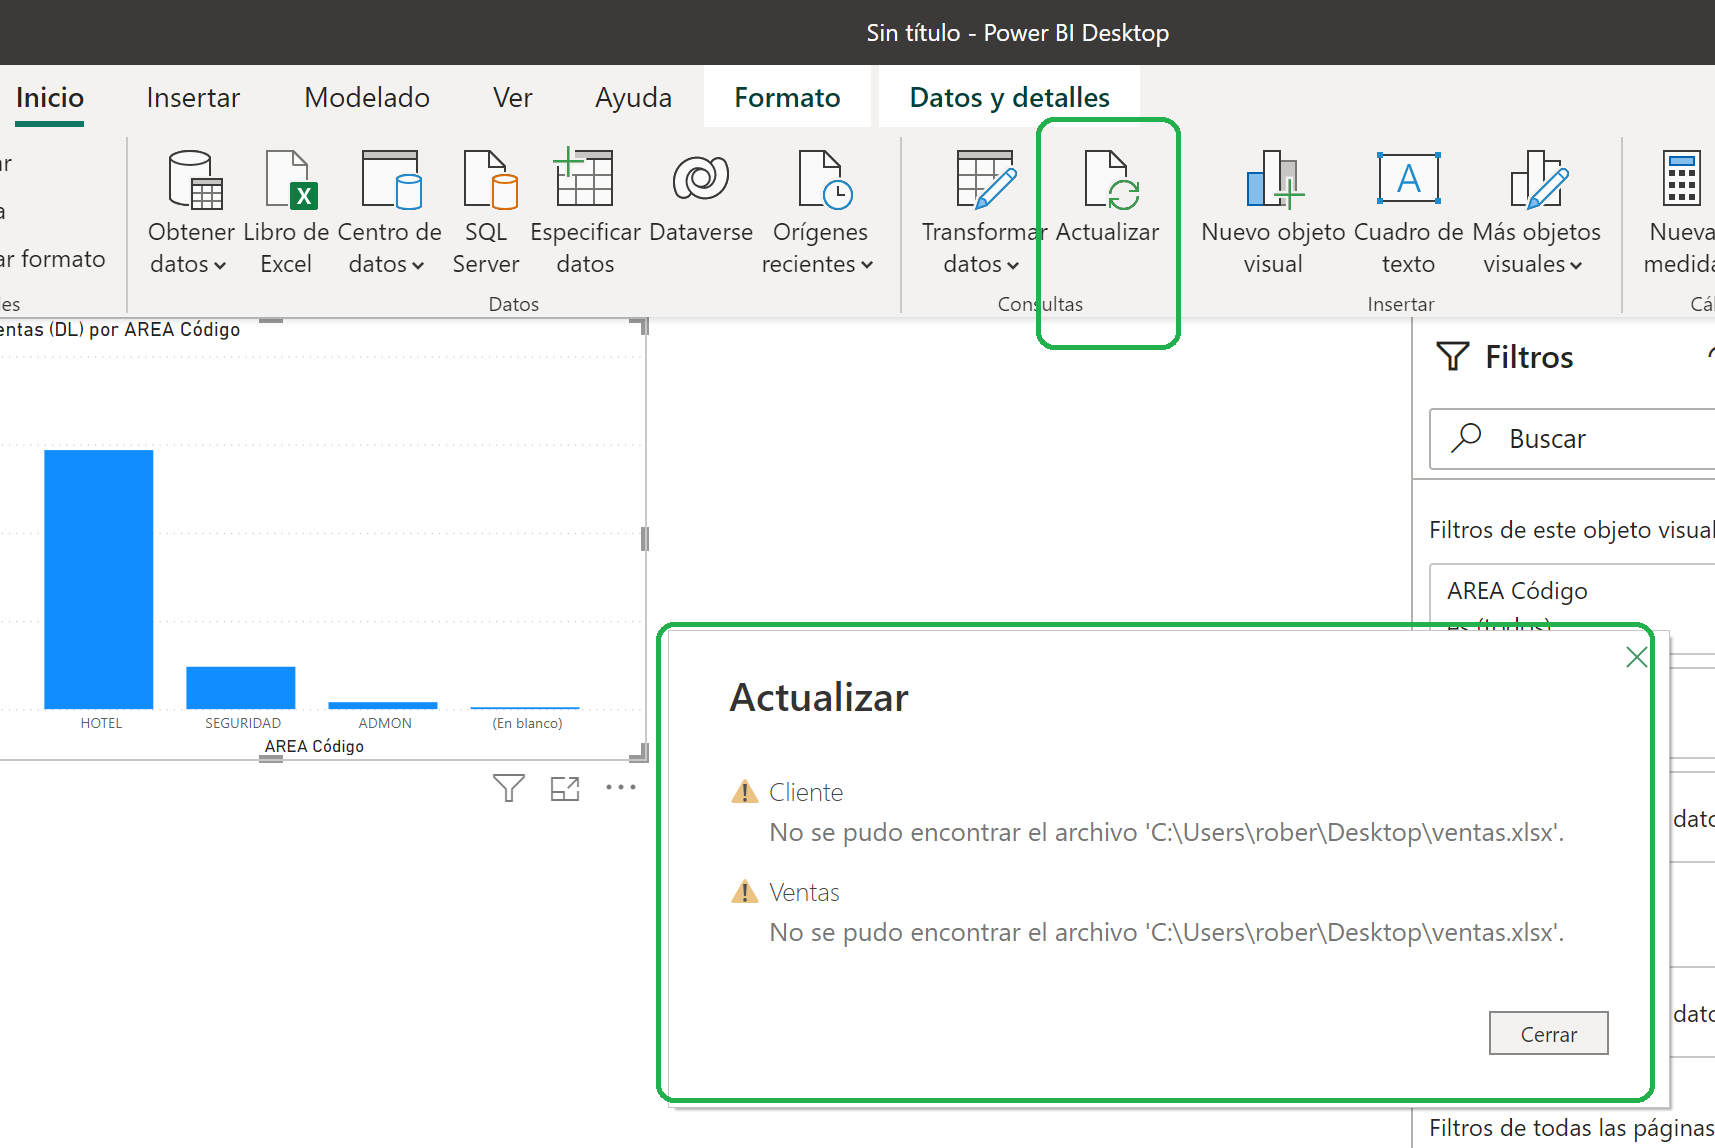 Sin título - Power BI Desktop
Inicio Insertar Modelado Ver Ayuda Formato Datos y detalles
ar formato
Obtener datos
Libro de Excel
Centro de datos
SQL Server
Especificar datos
Dataverse
Orígenes recientes
Transformar datos
Actualizar
Nuevo objeto visual
Cuadro de texto
Más objetos visuales
Nueva
medida
Datos
Consultas
Insertar
entas (DL) por AREA Código
HOTEL SEGURIDAD ADMON (En blanco)
AREA Código
Filtros
Buscar
Filtros de este objeto visual
AREA Código
es (todos)
Actualizar
Cliente
No se pudo encontrar el archivo 'C:\Users\rober\Desktop\ventas.xlsx'.
Ventas
No se pudo encontrar el archivo 'C:\Users\rober\Desktop\ventas.xlsx'.
Cerrar
dato
dato
Filtros de todas las páginas